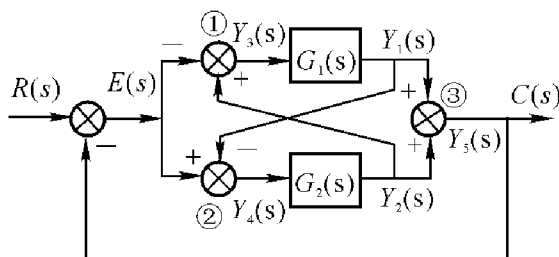 ① Y₃(s) Y₁(s)
− G₁(s)
R(s) E(s) + + ③ C(s)
− + − + Y₅(s)
G₂(s)
② Y₄(s) Y₂(s)